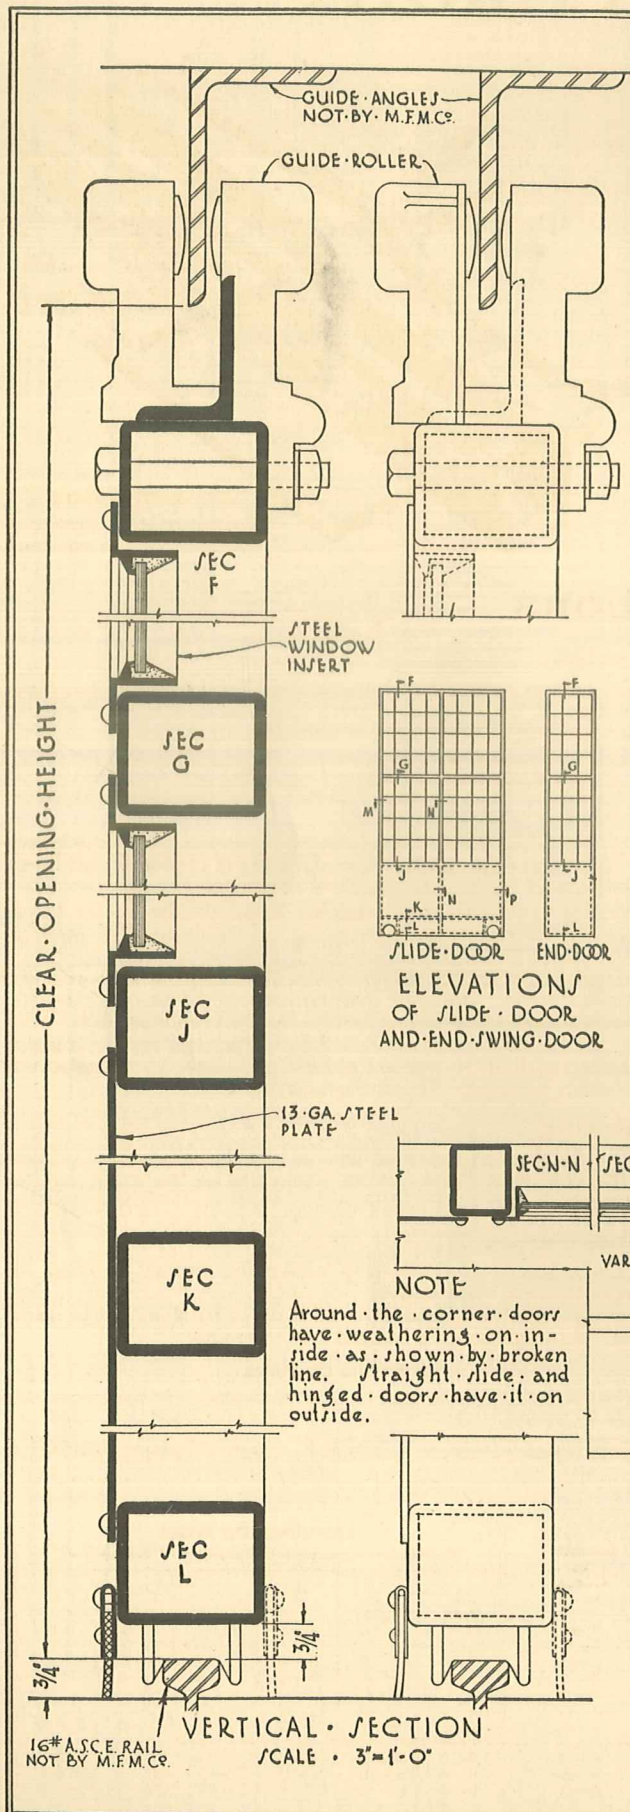 GUIDE·ANGLES
NOT·BY·M.F.M.Co.
GUIDE·ROLLER
SEC
F
STEEL
WINDOW
INSERT
SEC
G
CLEAR·OPENING·HEIGHT
F
G
M
N
J
N
P
K
L
F
G
J
L
SLIDE·DOOR
END·DOOR
ELEVATIONS
OF SLIDE·DOOR
AND·END·SWING·DOOR
SEC
J
13·GA. STEEL
PLATE
SEC·N-N
SEC
VAR
SEC
K
NOTE
Around·the·corner·doors
have·weathering·on·in-
side·as·shown·by·broken
line. Straight·slide·and
hinged·doors·have·it·on
outside.
SEC
L
3/4"
3/4"
16# A.S.C.E. RAIL
NOT BY M.F.M.Co.
VERTICAL·SECTION
SCALE · 3"=1'-0"